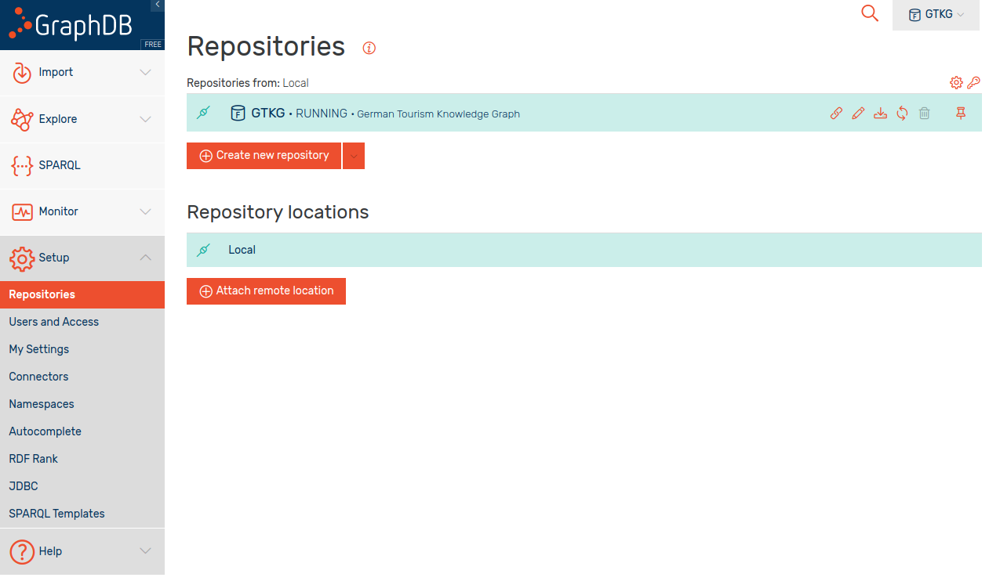 GraphDB
FREE
Import
Explore
SPARQL
Monitor
Setup
Repositories
Users and Access
My Settings
Connectors
Namespaces
Autocomplete
RDF Rank
JDBC
SPARQL Templates
Help
GTKG
Repositories
Repositories from: Local
GTKG • RUNNING • German Tourism Knowledge Graph
Create new repository
Repository locations
Local
Attach remote location